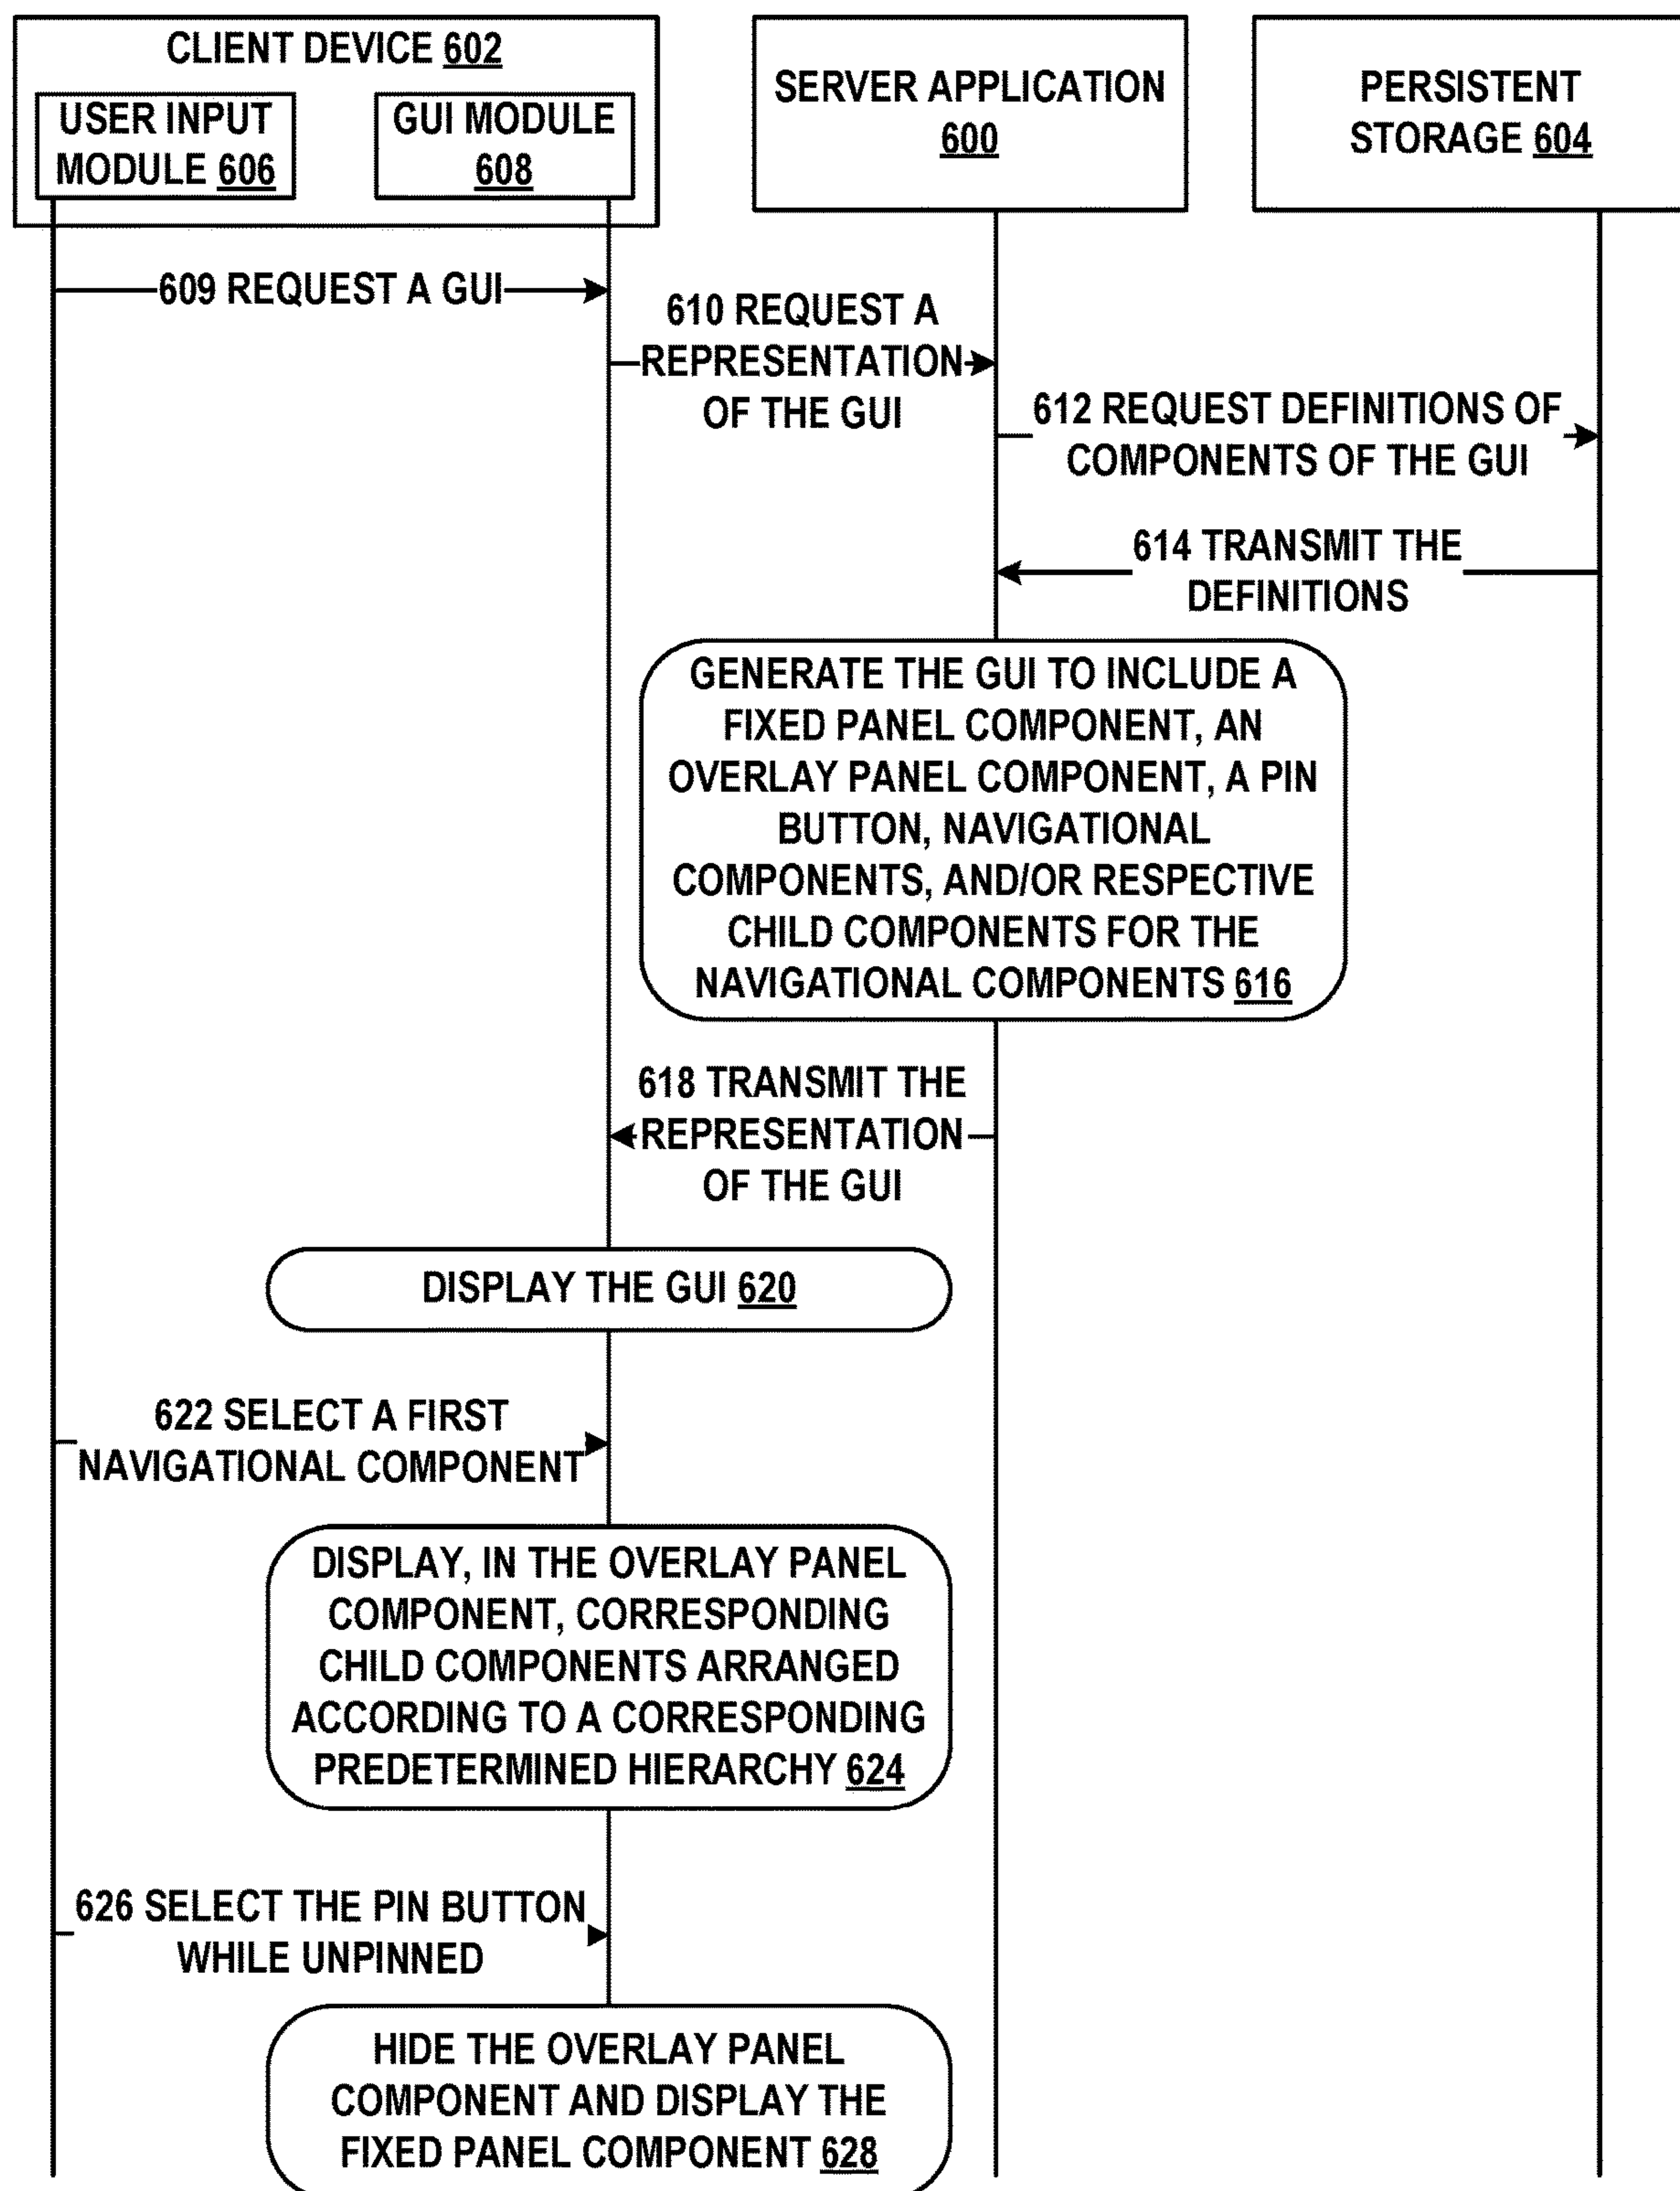 CLIENT DEVICE 602
USER INPUT
MODULE 606
GUI MODULE
608
SERVER APPLICATION
600
PERSISTENT
STORAGE 604
609 REQUEST A GUI
610 REQUEST A
REPRESENTATION
OF THE GUI
612 REQUEST DEFINITIONS OF
COMPONENTS OF THE GUI
614 TRANSMIT THE
DEFINITIONS
GENERATE THE GUI TO INCLUDE A
FIXED PANEL COMPONENT, AN
OVERLAY PANEL COMPONENT, A PIN
BUTTON, NAVIGATIONAL
COMPONENTS, AND/OR RESPECTIVE
CHILD COMPONENTS FOR THE
NAVIGATIONAL COMPONENTS 616
618 TRANSMIT THE
REPRESENTATION
OF THE GUI
DISPLAY THE GUI 620
622 SELECT A FIRST
NAVIGATIONAL COMPONENT
DISPLAY, IN THE OVERLAY PANEL
COMPONENT, CORRESPONDING
CHILD COMPONENTS ARRANGED
ACCORDING TO A CORRESPONDING
PREDETERMINED HIERARCHY 624
626 SELECT THE PIN BUTTON
WHILE UNPINNED
HIDE THE OVERLAY PANEL
COMPONENT AND DISPLAY THE
FIXED PANEL COMPONENT 628